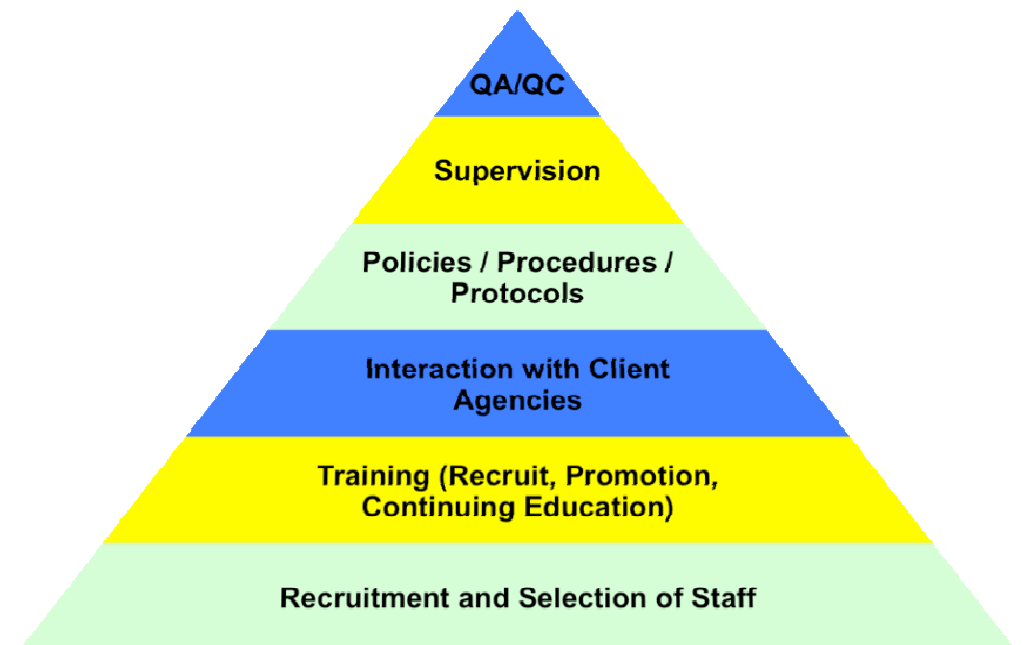 QA/QC
Supervision
Policies / Procedures /
Protocols
Interaction with Client
Agencies
Training (Recruit, Promotion,
Continuing Education)
Recruitment and Selection of Staff